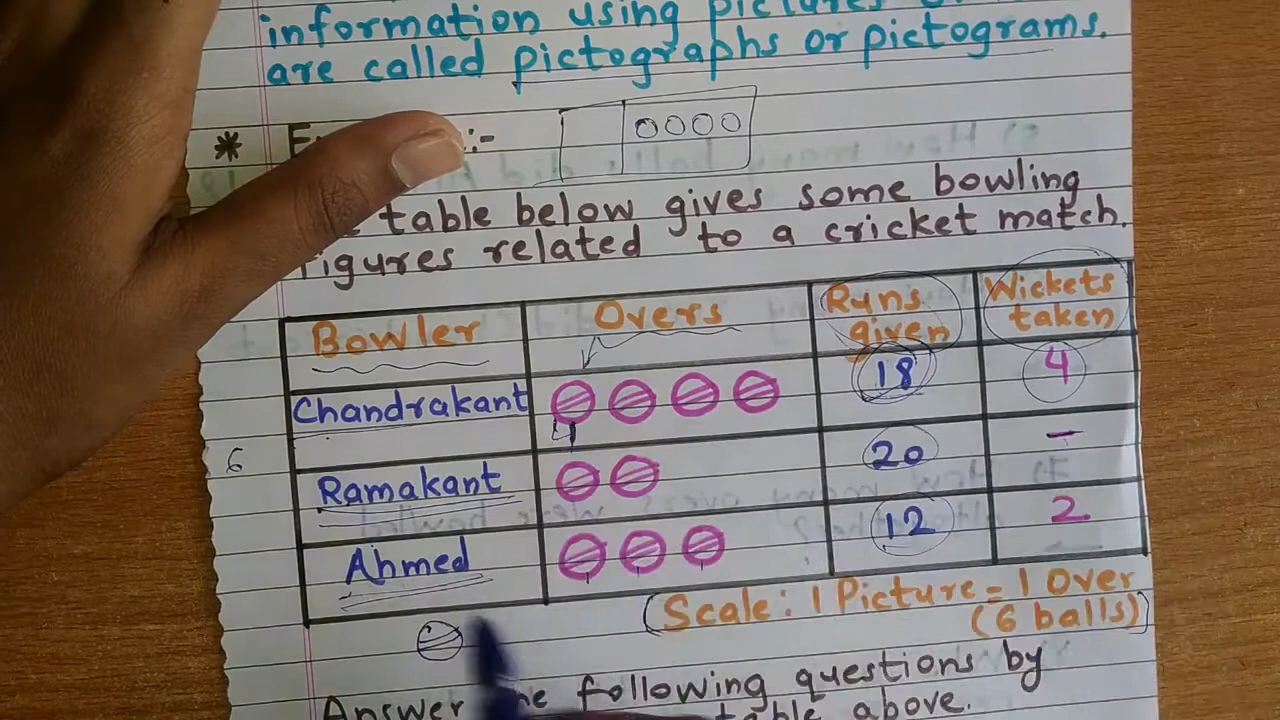 information using pictures
are called pictographs or pictograms.
* :-
table below gives some bowling
figures related to a cricket match.
Bowler Overs Runs given Wickets taken
Chandrakant 18 4
6
Ramakant 20 –
Ahmed 12 2
Scale: 1 Picture = 1 Over
(6 balls)
Answer following questions by
table above.